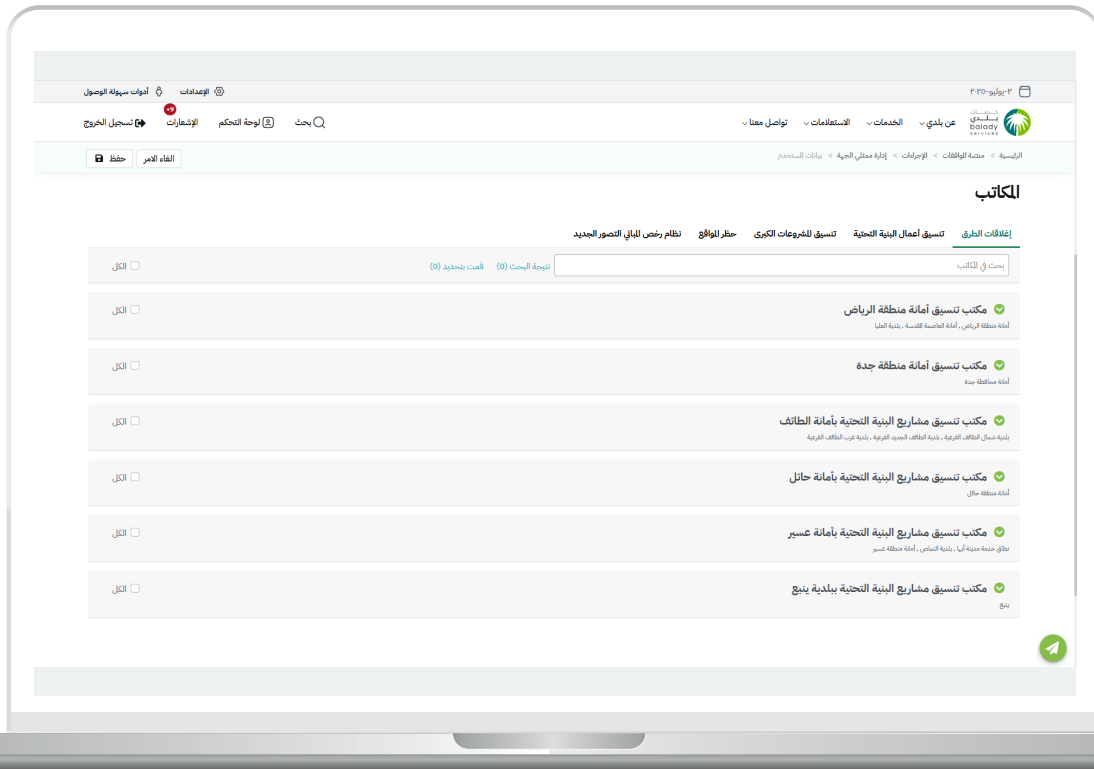 ٢-يوليو-٢٠٢٥
الإعدادات
أدوات سهولة الوصول
خدمات
بلدي
balady
services
عن بلدي
الخدمات
الاستعلامات
تواصل معنا
بحث
لوحة التحكم
الإشعارات
+9
تسجيل الخروج
الرئيسية > منصة الموافقات > الإجراءات > إدارة ممثلي الجهة > بيانات المستخدم
الغاء الامر
حفظ
المكاتب
إغلاقات الطرق
تنسيق أعمال البنية التحتية
تنسيق المشروعات الكبرى
حظر المواقع
نظام رخص المباني التصور الجديد
بحث في المكاتب
نتيجة البحث (0)
قمت بتحديد (0)
الكل
مكتب تنسيق أمانة منطقة الرياض
الكل
أمانة منطقة الرياض , أمانة العاصمة المقدسة , بلدية العليا
مكتب تنسيق أمانة منطقة جدة
الكل
أمانة محافظة جدة
مكتب تنسيق مشاريع البنية التحتية بأمانة الطائف
الكل
بلدية شمال الطائف الفرعية , بلدية الطائف الجديد الفرعية , بلدية غرب الطائف الفرعية
مكتب تنسيق مشاريع البنية التحتية بأمانة حائل
الكل
أمانة منطقة حائل
مكتب تنسيق مشاريع البنية التحتية بأمانة عسير
الكل
نطاق خدمة مدينة أبها , بلدية النماص , أمانة منطقة عسير
مكتب تنسيق مشاريع البنية التحتية ببلدية ينبع
الكل
ينبع